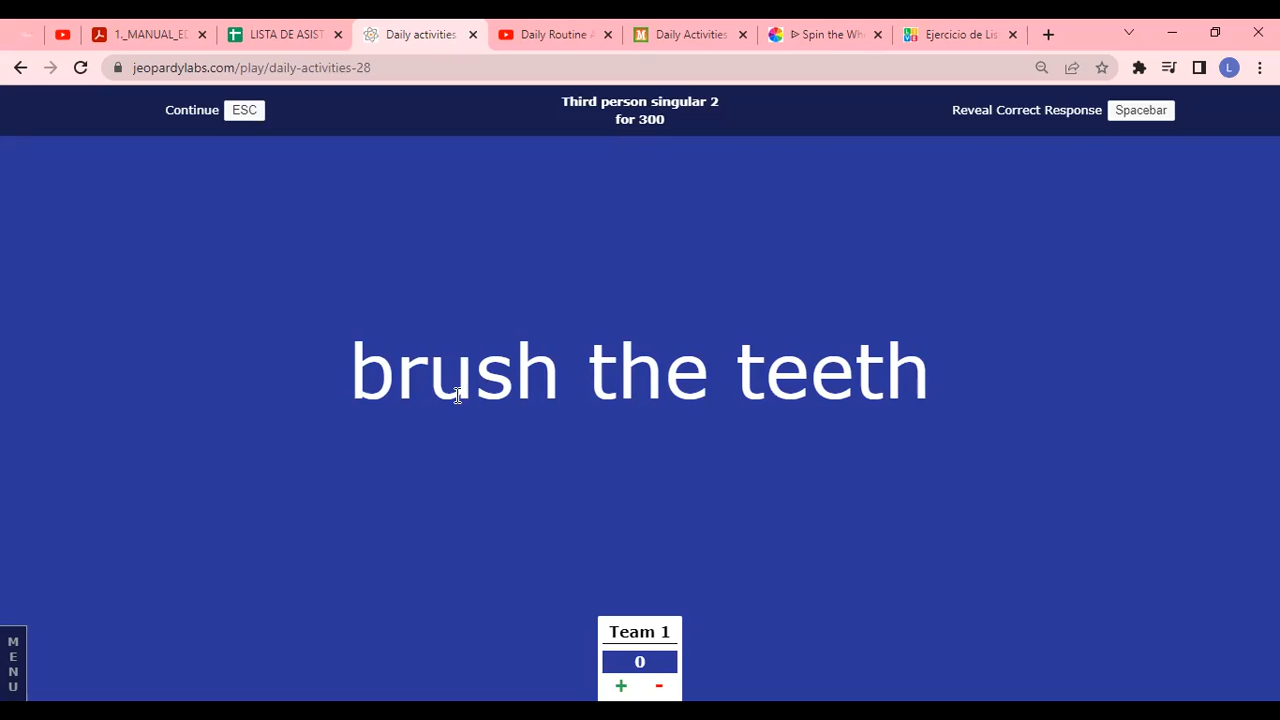 1._MANUAL_ED
LISTA DE ASIST
Daily activities
Daily Routine A
Daily Activities
Spin the Wh
Ejercicio de Lis
jeopardylabs.com/play/daily-activities-28
L
Continue ESC
Third person singular 2
for 300
Reveal Correct Response Spacebar
brush the teeth
MENU
Team 1
0
+ -